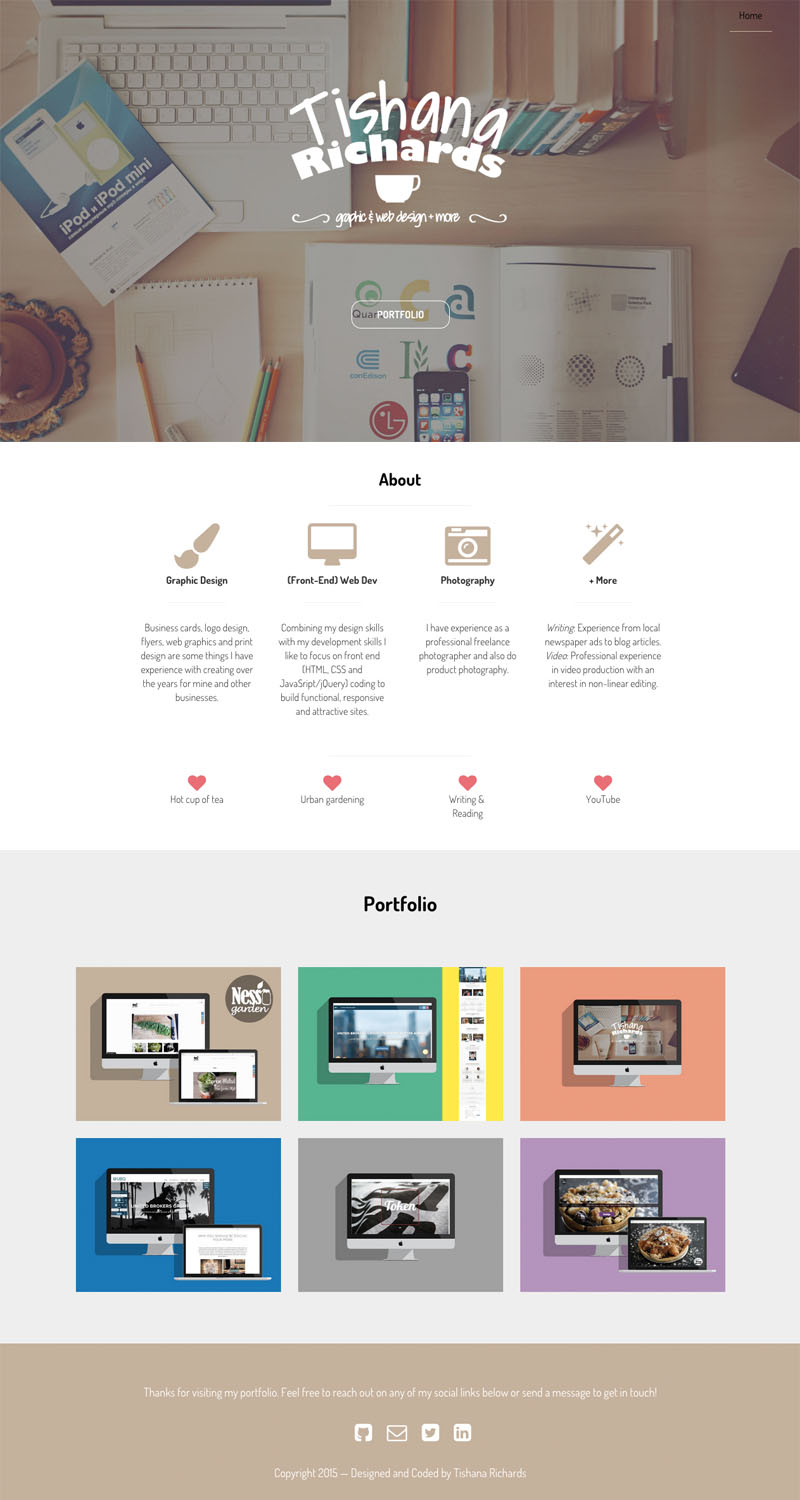 Home
Tishana
Richards
graphic & web design + more
iPod и iPod mini
PORTFOLIO
About
Graphic Design
(Front-End) Web Dev
Photography
+ More
Business cards, logo design,
flyers, web graphics and print
design are some things I have
experience with creating over
the years for mine and other
businesses.
Combining my design skills
with my development skills I
like to focus on front end
(HTML, CSS and
JavaSript/jQuery) coding to
build functional, responsive
and attractive sites.
I have experience as a
professional freelance
photographer and also do
product photography.
Writing: Experience from local
newspaper ads to blog articles.
Video: Professional experience
in video production with an
interest in non-linear editing.
Hot cup of tea
Urban gardening
Writing &
Reading
YouTube
Portfolio
Ness
garden
Tishana
Richards
UNITED BROKERS GROUP
Token
Thanks for visiting my portfolio. Feel free to reach out on any of my social links below or send a message to get in touch!
Copyright 2015 — Designed and Coded by Tishana Richards